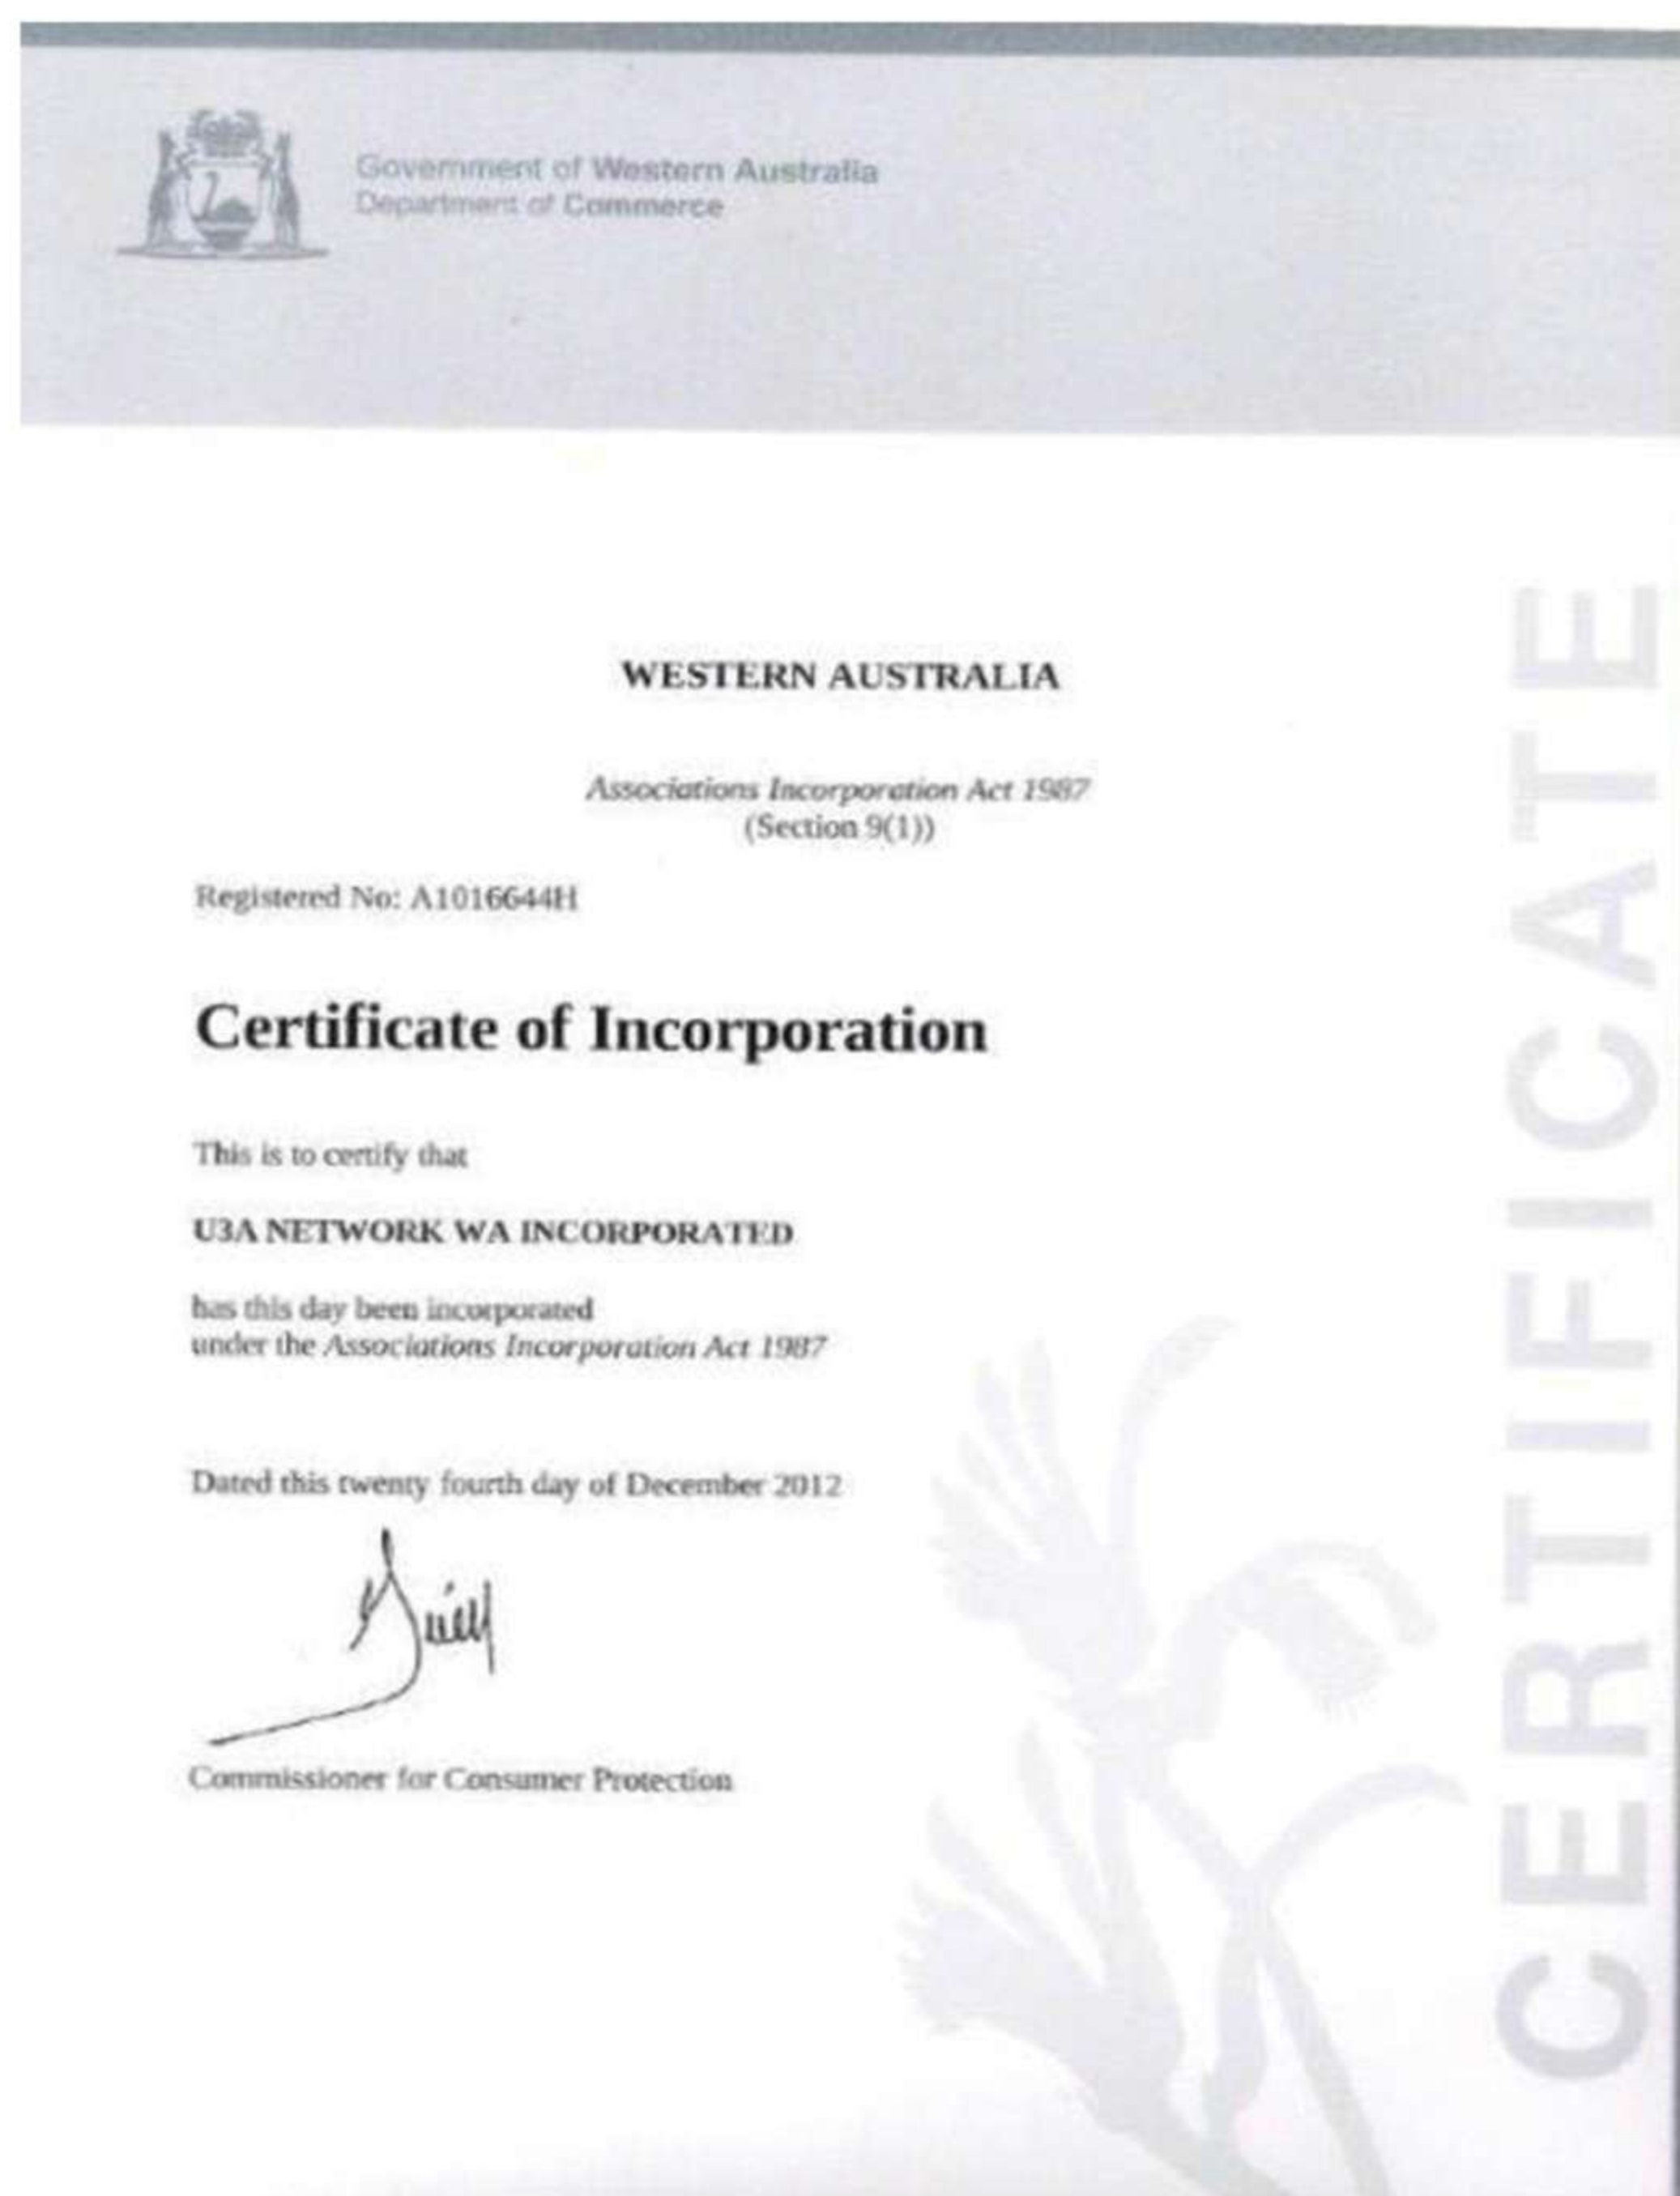 Government of Western Australia
Department of Commerce
WESTERN AUSTRALIA
Associations Incorporation Act 1987
(Section 9(1))
Registered No: A1016644H
Certificate of Incorporation
This is to certify that
U3A NETWORK WA INCORPORATED
has this day been incorporated
under the Associations Incorporation Act 1987
Dated this twenty fourth day of December 2012
Commissioner for Consumer Protection
CERTIFICATE